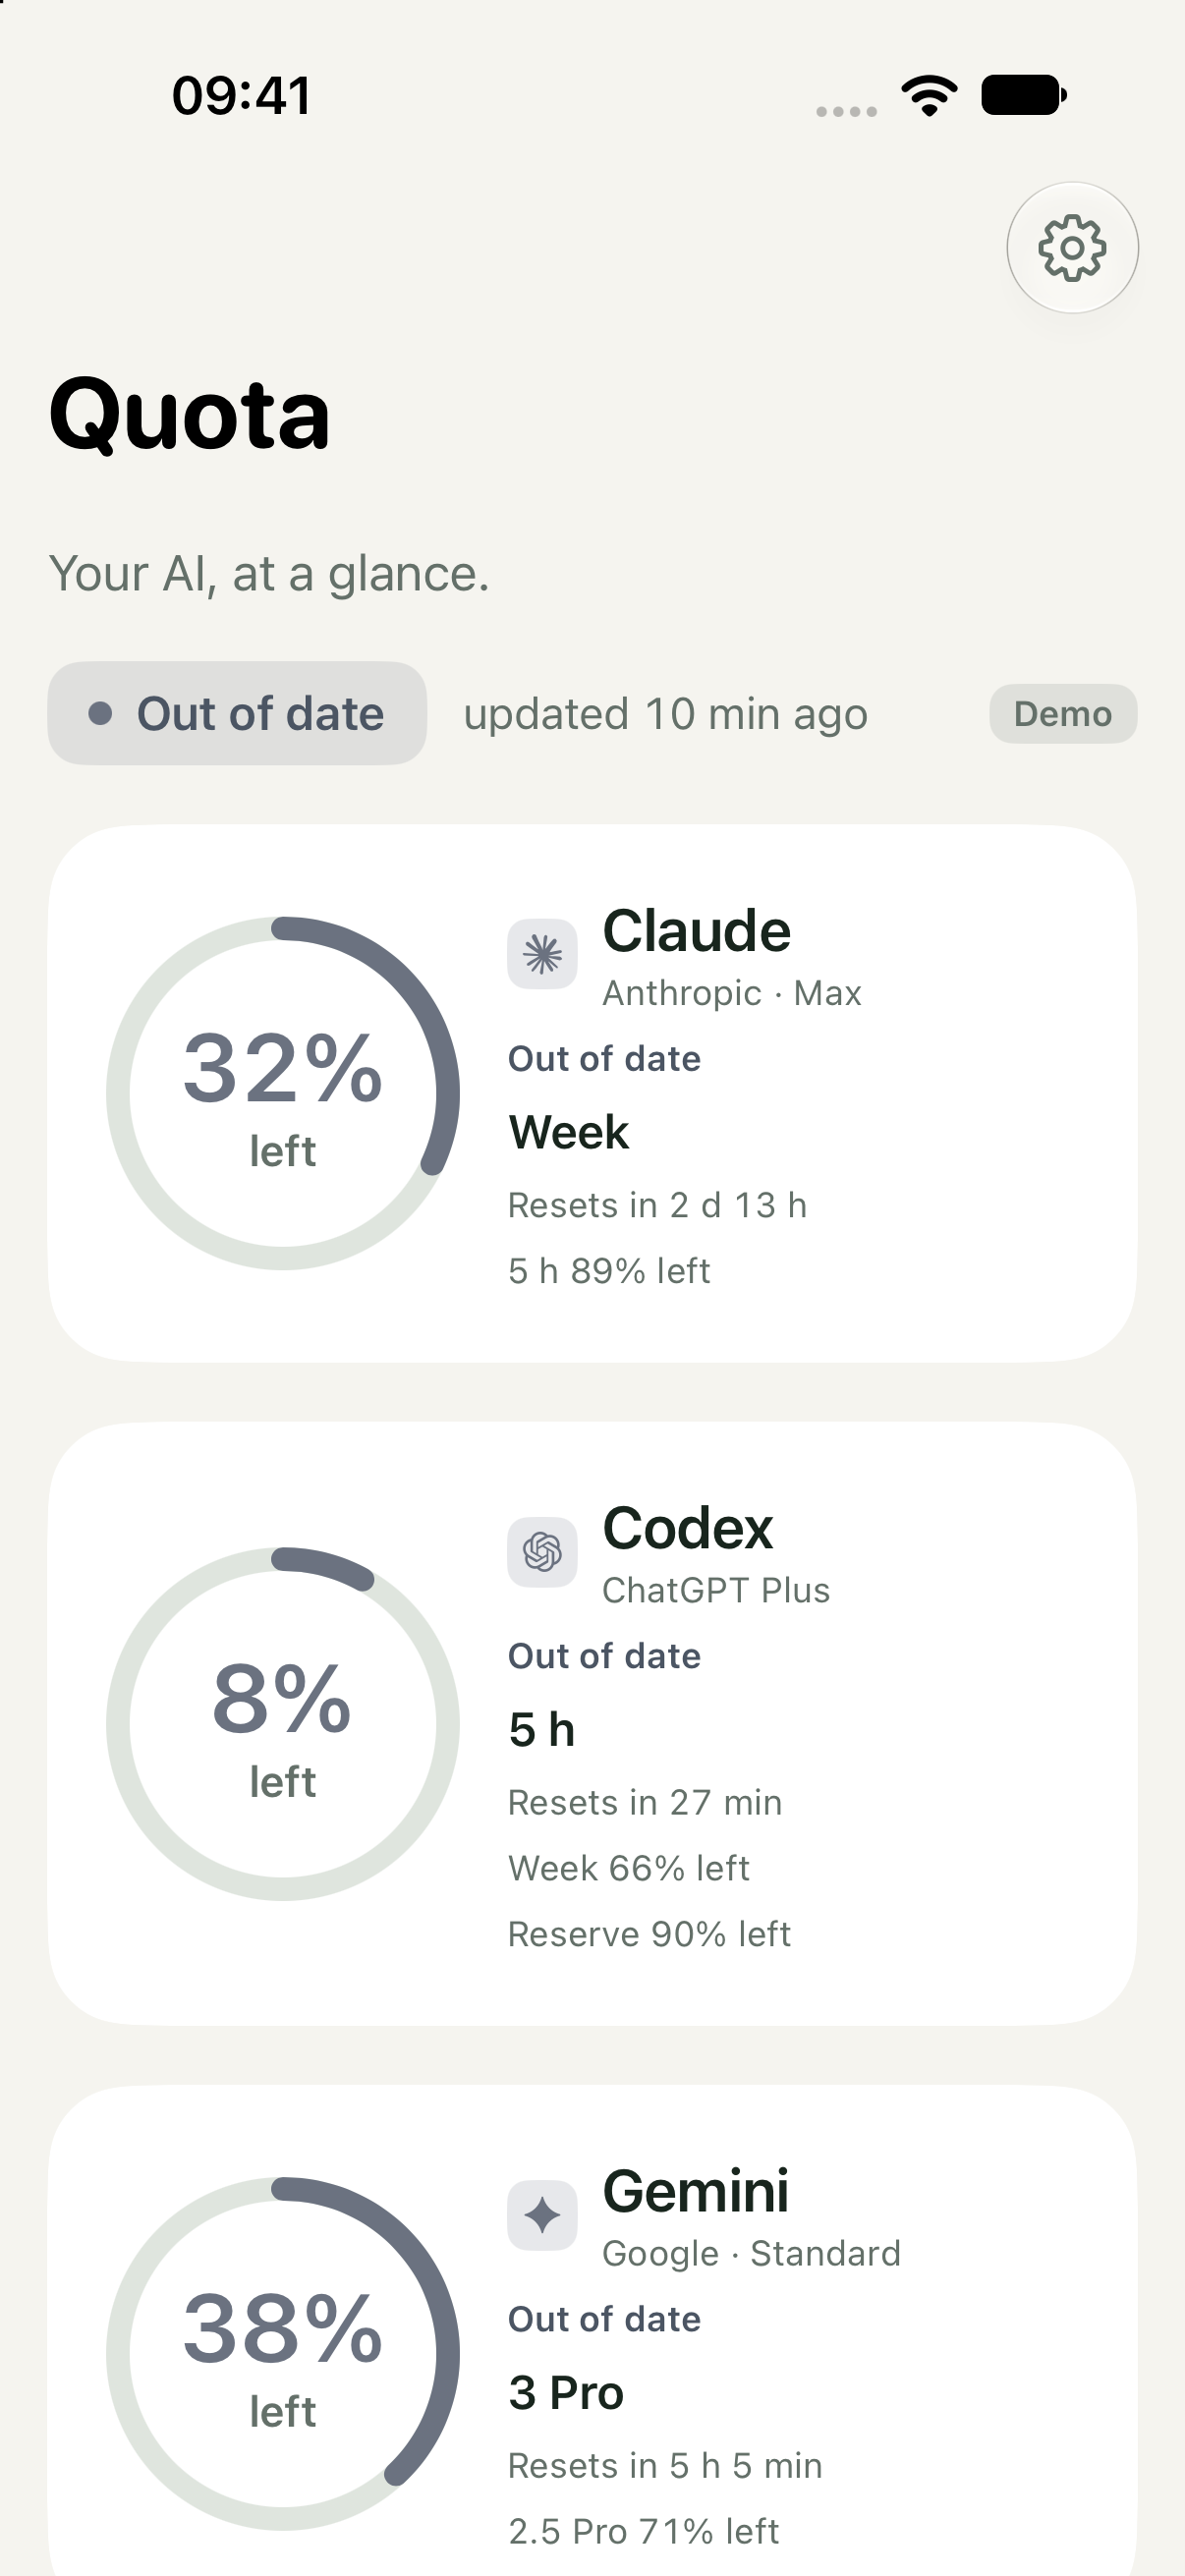 09:41
Quota
Your AI, at a glance.
Out of date updated 10 min ago Demo
32%
left
Claude
Anthropic · Max
Out of date
Week
Resets in 2 d 13 h
5 h 89% left
8%
left
Codex
ChatGPT Plus
Out of date
5 h
Resets in 27 min
Week 66% left
Reserve 90% left
38%
left
Gemini
Google · Standard
Out of date
3 Pro
Resets in 5 h 5 min
2.5 Pro 71% left